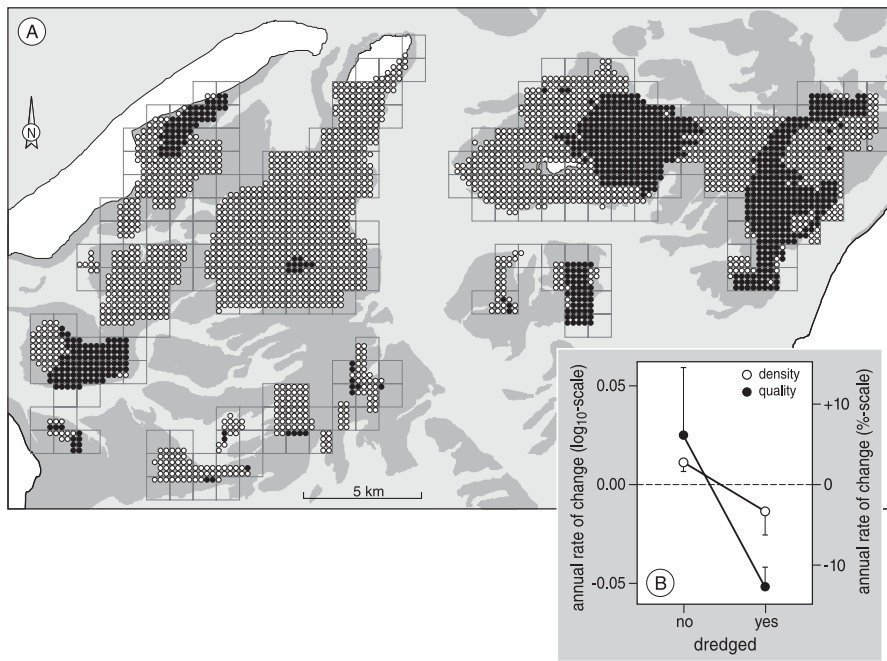 A
N
5 km
B
annual rate of change (log10-scale)
0.05
0.00
-0.05
density
quality
+10
0
-10
annual rate of change (%-scale)
no
yes
dredged